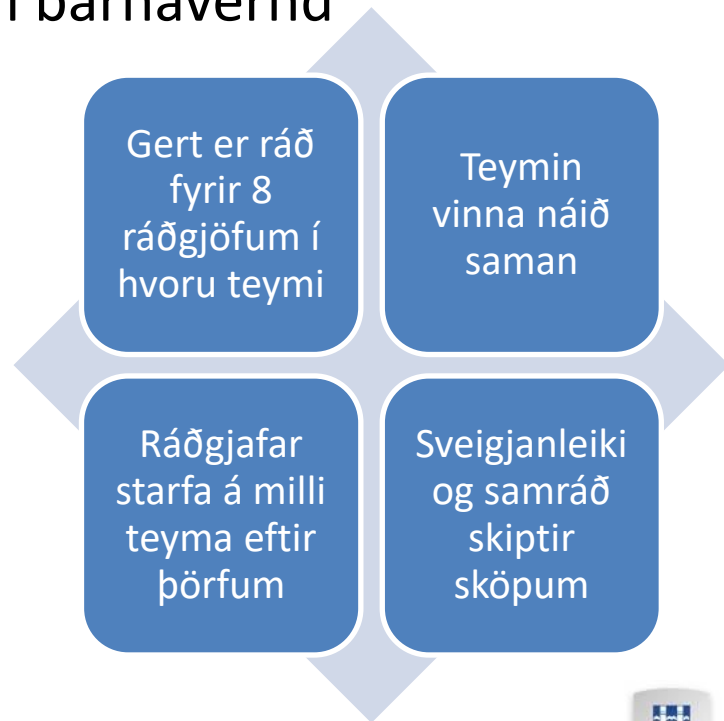 í barnavernd
Gert er ráð
fyrir 8
ráðgjöfum í
hvoru teymi
Teymin
vinna náið
saman
Ráðgjafar
starfa á milli
teyma eftir
þörfum
Sveigjanleiki
og samráð
skiptir
sköpum